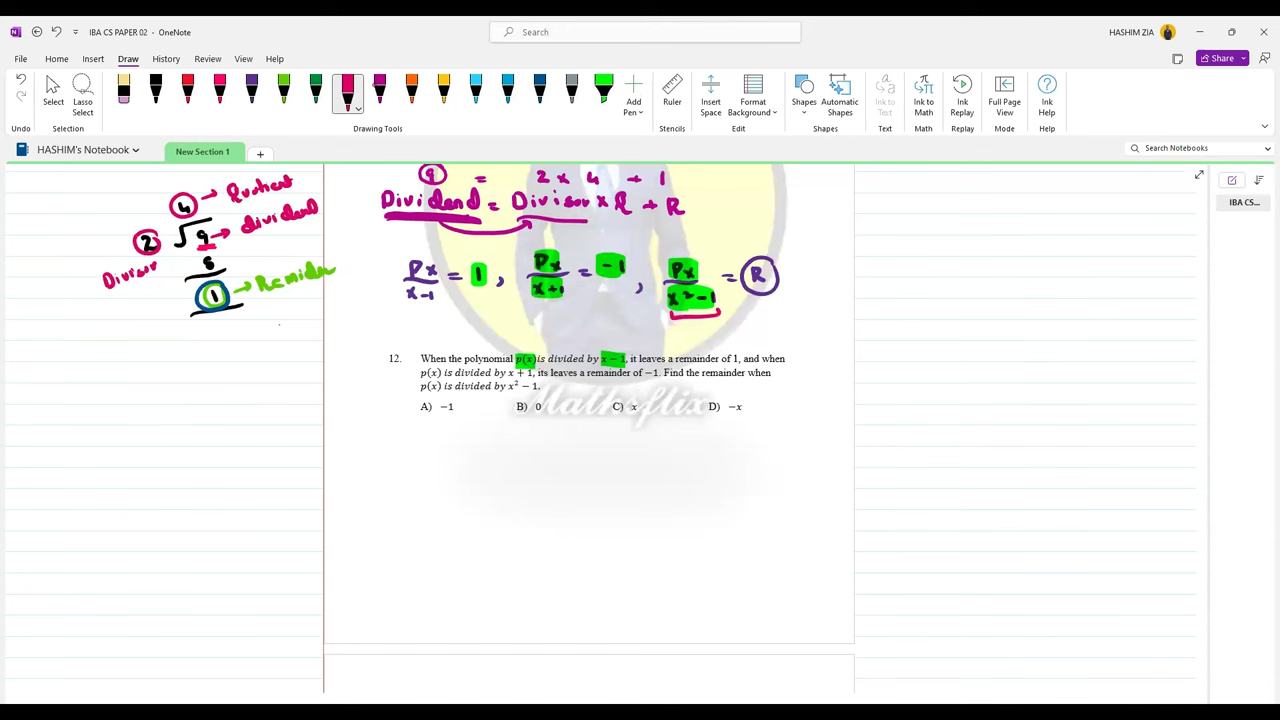 IBA CS PAPER 02 - OneNote
Search
HASHIM ZIA
File Home Insert Draw History Review View Help
Share
Undo
Select
Lasso Select
Selection
Drawing Tools
Add Pen
Ruler
Stencils
Insert Space
Format Background
Edit
Shapes
Automatic Shapes
Shapes
Ink to Text
Text
Ink to Math
Math
Ink Replay
Replay
Full Page View
Mode
Ink Help
Help
HASHIM's Notebook
New Section 1
+
Search Notebooks
IBA CS...
4 → Quotient
2 √9 → dividend
Divisor
8
1 → Reminder
9 = 2 x 4 + 1
Dividend = Divisor x Q + R
Px/x-1 = 1 , Px/x+1 = -1 , Px/x²-1 = R
12. When the polynomial p(x) is divided by x − 1, it leaves a remainder of 1, and when
p(x) is divided by x + 1, its leaves a remainder of −1. Find the remainder when
p(x) is divided by x² − 1.
A) −1 B) 0 C) x D) −x
Mathsflix